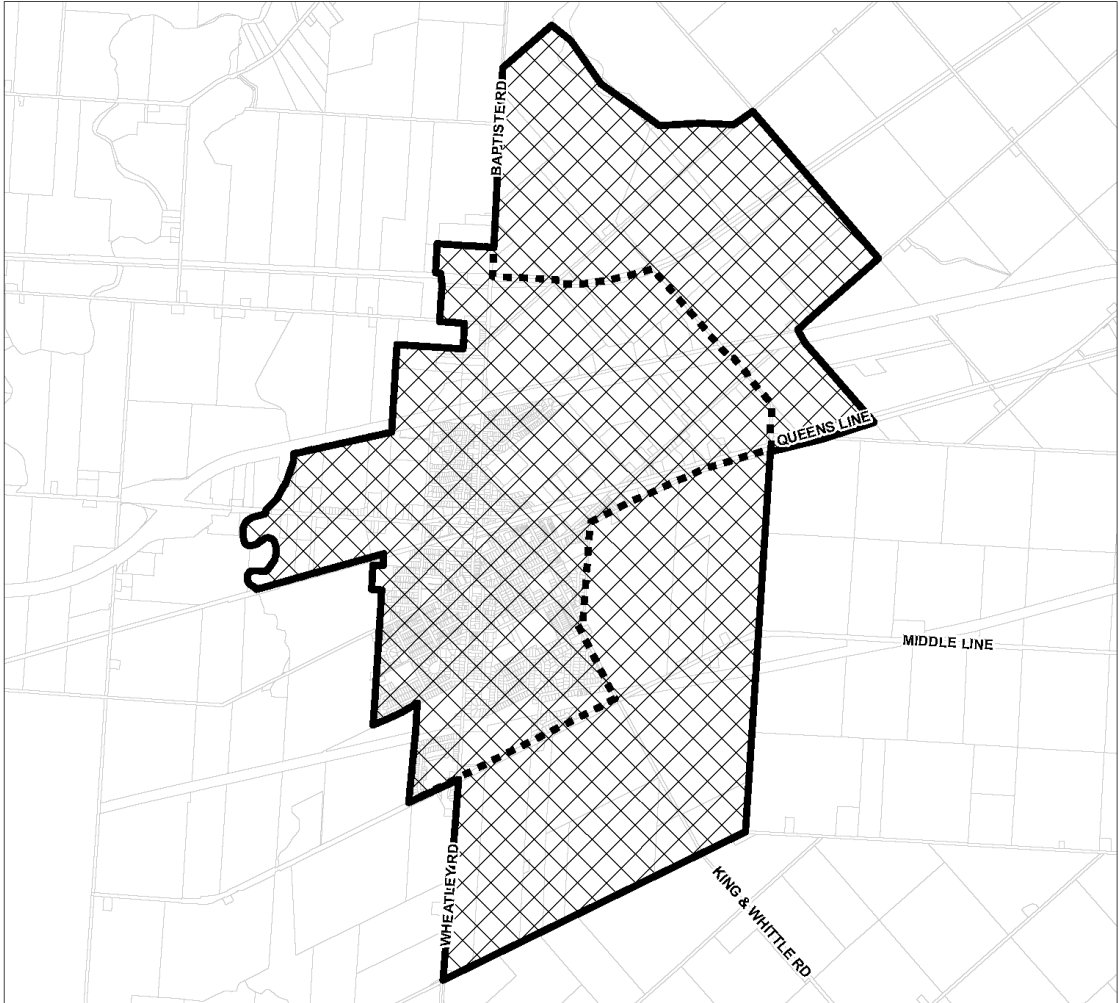 BAPTISTE RD
QUEENS LINE
MIDDLE LINE
WHEATLEY RD
KING & WHITTLE RD